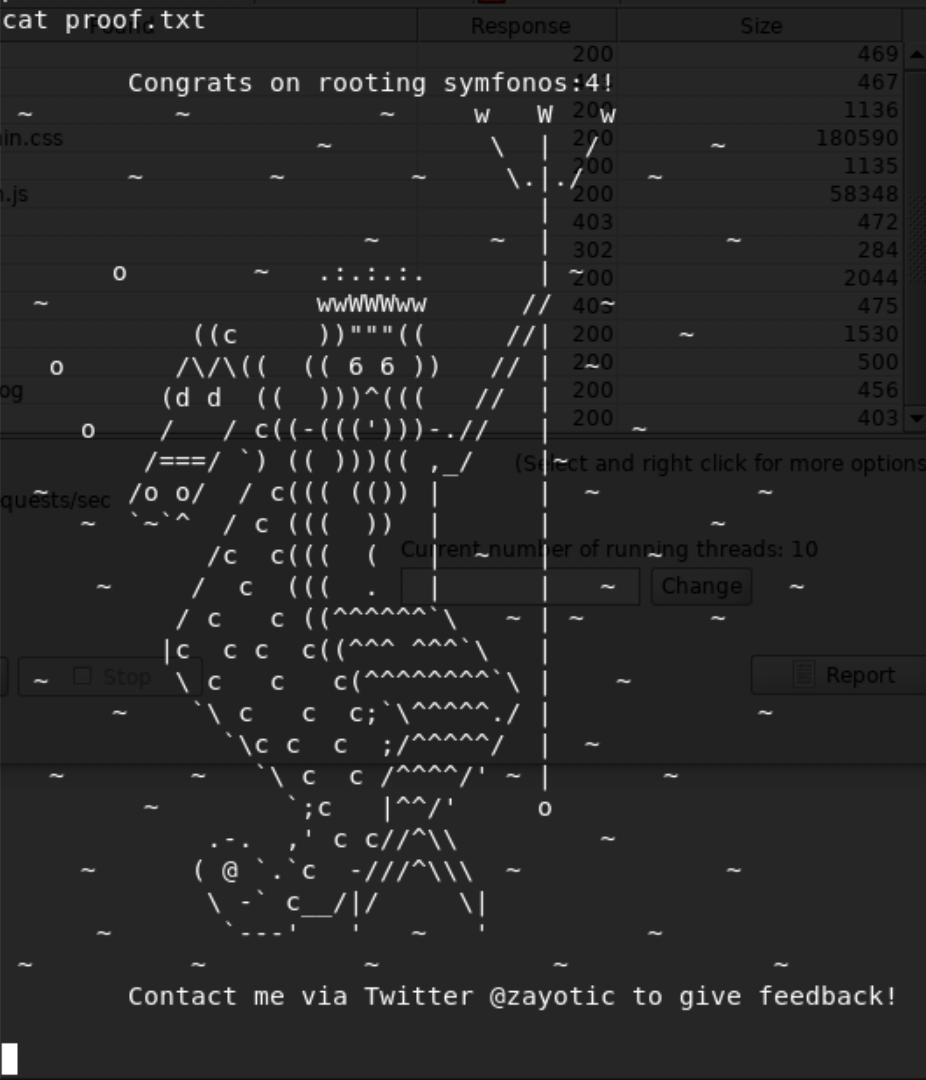 cat proof.txt
Response Size
200 469
Congrats on rooting symfonos:4!
467
200 1136
in.css 200 180590
200 1135
n.js 200 58348
403 472
302 284
200 2044
403 475
200 1530
200 500
og 200 456
200 403
(Select and right click for more options
quests/sec
Current number of running threads: 10
Change
Stop
Report
Contact me via Twitter @zayotic to give feedback!